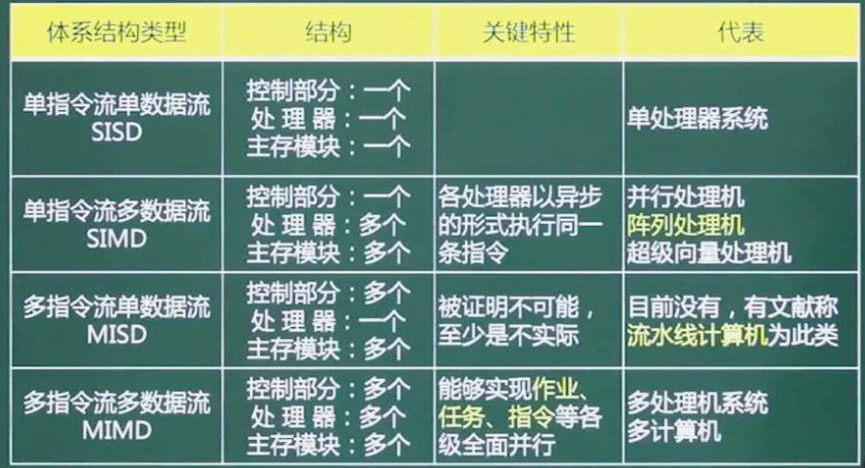 体系结构类型 结构 关键特性 代表
单指令流单数据流
SISD
控制部分：一个
处 理 器：一个
主存模块：一个
单处理器系统
单指令流多数据流
SIMD
控制部分：一个
处理器：多个
主存模块：多个
各处理器以异步
的形式执行同一
条指令
并行处理机
阵列处理机
超级向量处理机
多指令流单数据流
MISD
控制部分：多个
处 理 器：一个
主存模块：多个
被证明不可能，
至少是不实际
目前没有，有文献称
流水线计算机为此类
多指令流多数据流
MIMD
控制部分：多个
处 理 器：多个
主存模块：多个
能够实现作业、
任务、指令等各
级全面并行
多处理机系统
多计算机